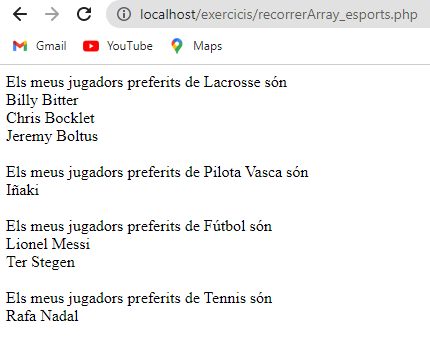 localhost/exercicis/recorrerArray_esports.php
Gmail YouTube Maps
Els meus jugadors preferits de Lacrosse són
Billy Bitter
Chris Bocklet
Jeremy Boltus
Els meus jugadors preferits de Pilota Vasca són
Iñaki
Els meus jugadors preferits de Fútbol són
Lionel Messi
Ter Stegen
Els meus jugadors preferits de Tennis són
Rafa Nadal